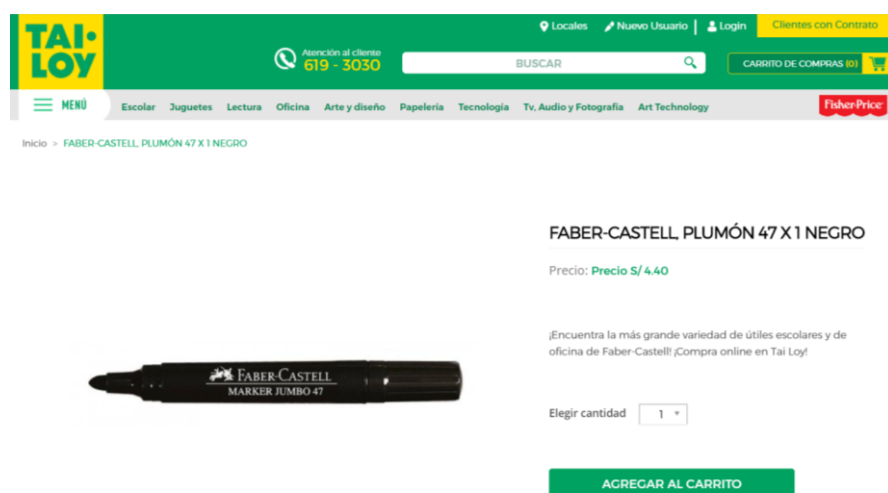 TAI·
LOY
Atención al cliente
619 - 3030
Locales
Nuevo Usuario
Login
Clientes con Contrato
BUSCAR
CARRITO DE COMPRAS (0)
MENÚ
Escolar
Juguetes
Lectura
Oficina
Arte y diseño
Papelería
Tecnología
Tv, Audio y Fotografía
Art Technology
Fisher-Price
Inicio > FABER-CASTELL, PLUMÓN 47 X 1 NEGRO
FABER-CASTELL
MARKER JUMBO 47
FABER-CASTELL, PLUMÓN 47 X 1 NEGRO
Precio: Precio S/ 4.40
¡Encuentra la más grande variedad de útiles escolares y de
oficina de Faber-Castell! ¡Compra online en Tai Loy!
Elegir cantidad 1
AGREGAR AL CARRITO